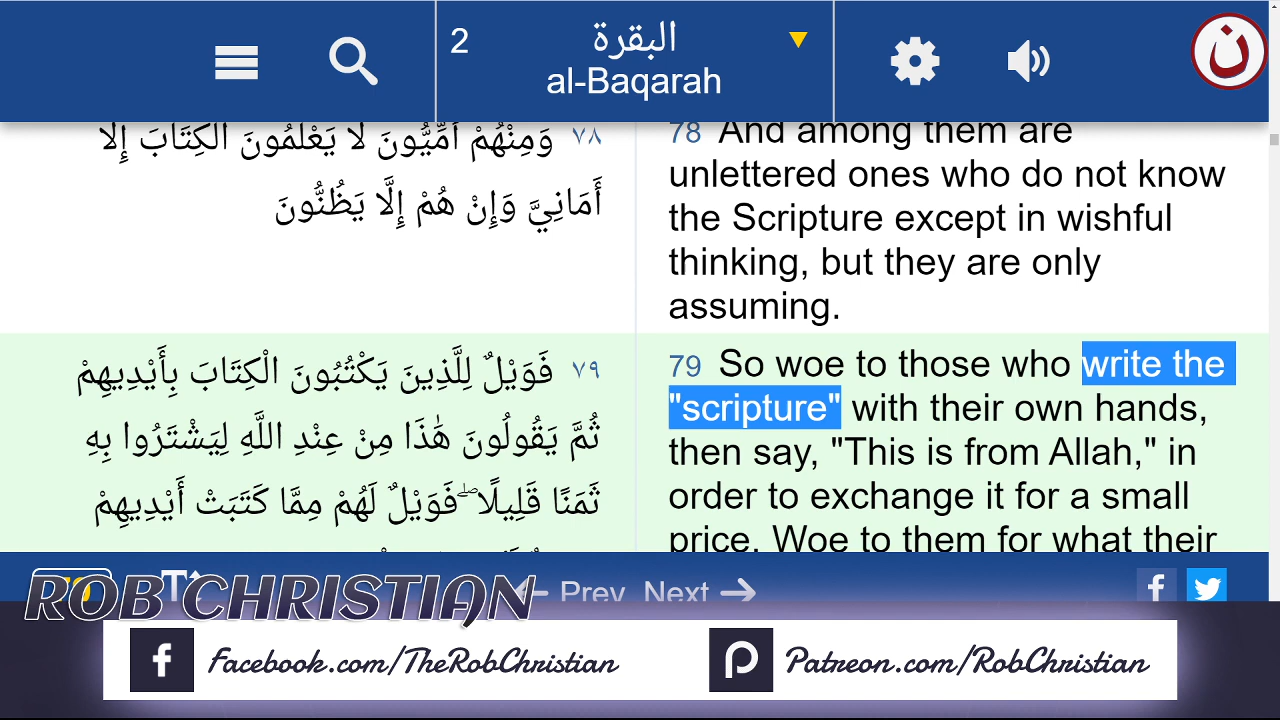 2
البقرة
al-Baqarah
ن
٧٨ وَمِنْهُمْ أُمِّيُّونَ لَا يَعْلَمُونَ الْكِتَابَ إِلَّا
أَمَانِيَّ وَإِنْ هُمْ إِلَّا يَظُنُّونَ
78 And among them are
unlettered ones who do not know
the Scripture except in wishful
thinking, but they are only
assuming.
٧٩ فَوَيْلٌ لِلَّذِينَ يَكْتُبُونَ الْكِتَابَ بِأَيْدِيهِمْ
ثُمَّ يَقُولُونَ هَٰذَا مِنْ عِنْدِ اللَّهِ لِيَشْتَرُوا بِهِ
ثَمَنًا قَلِيلًا ۖ فَوَيْلٌ لَهُمْ مِمَّا كَتَبَتْ أَيْدِيهِمْ
79 So woe to those who write the
"scripture" with their own hands,
then say, "This is from Allah," in
order to exchange it for a small
price. Woe to them for what their
Prev Next
ROB CHRISTIAN
Facebook.com/TheRobChristian
Patreon.com/RobChristian